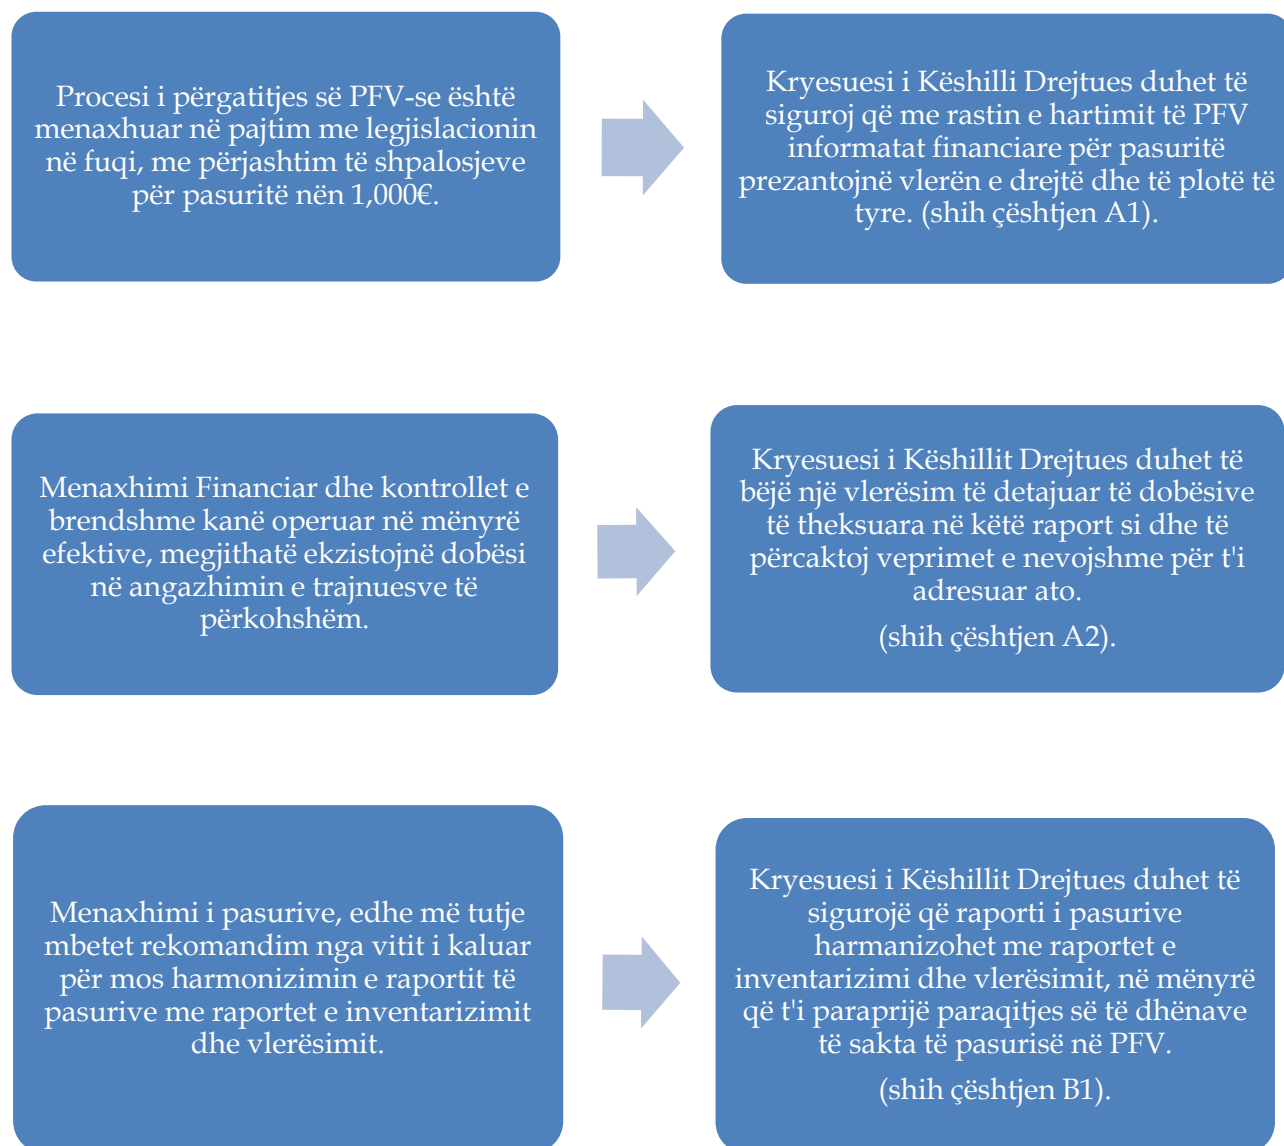 Procesi i përgatitjes së PFV-se është
menaxhuar në pajtim me legjislacionin
në fuqi, me përjashtim të shpalosjeve
për pasuritë nën 1,000€.
Kryesuesi i Këshilli Drejtues duhet të
siguroj që me rastin e hartimit të PFV
informatat financiare për pasuritë
prezantojnë vlerën e drejtë dhe të plotë të
tyre. (shih çështjen A1).
Menaxhimi Financiar dhe kontrollet e
brendshme kanë operuar në mënyrë
efektive, megjithatë ekzistojnë dobësi
në angazhimin e trajnuesve të
përkohshëm.
Kryesuesi i Këshillit Drejtues duhet të
bëjë një vlerësim të detajuar të dobësive
të theksuara në këtë raport si dhe të
përcaktoj veprimet e nevojshme për t'i
adresuar ato.
(shih çështjen A2).
Menaxhimi i pasurive, edhe më tutje
mbetet rekomandim nga vitit i kaluar
për mos harmonizimin e raportit të
pasurive me raportet e inventarizimit
dhe vlerësimit.
Kryesuesi i Këshillit Drejtues duhet të
sigurojë që raporti i pasurive
harmanizohet me raportet e
inventarizimi dhe vlerësimit, në mënyrë
që t'i paraprijë paraqitjes së të dhënave
të sakta të pasurisë në PFV.
(shih çështjen B1).